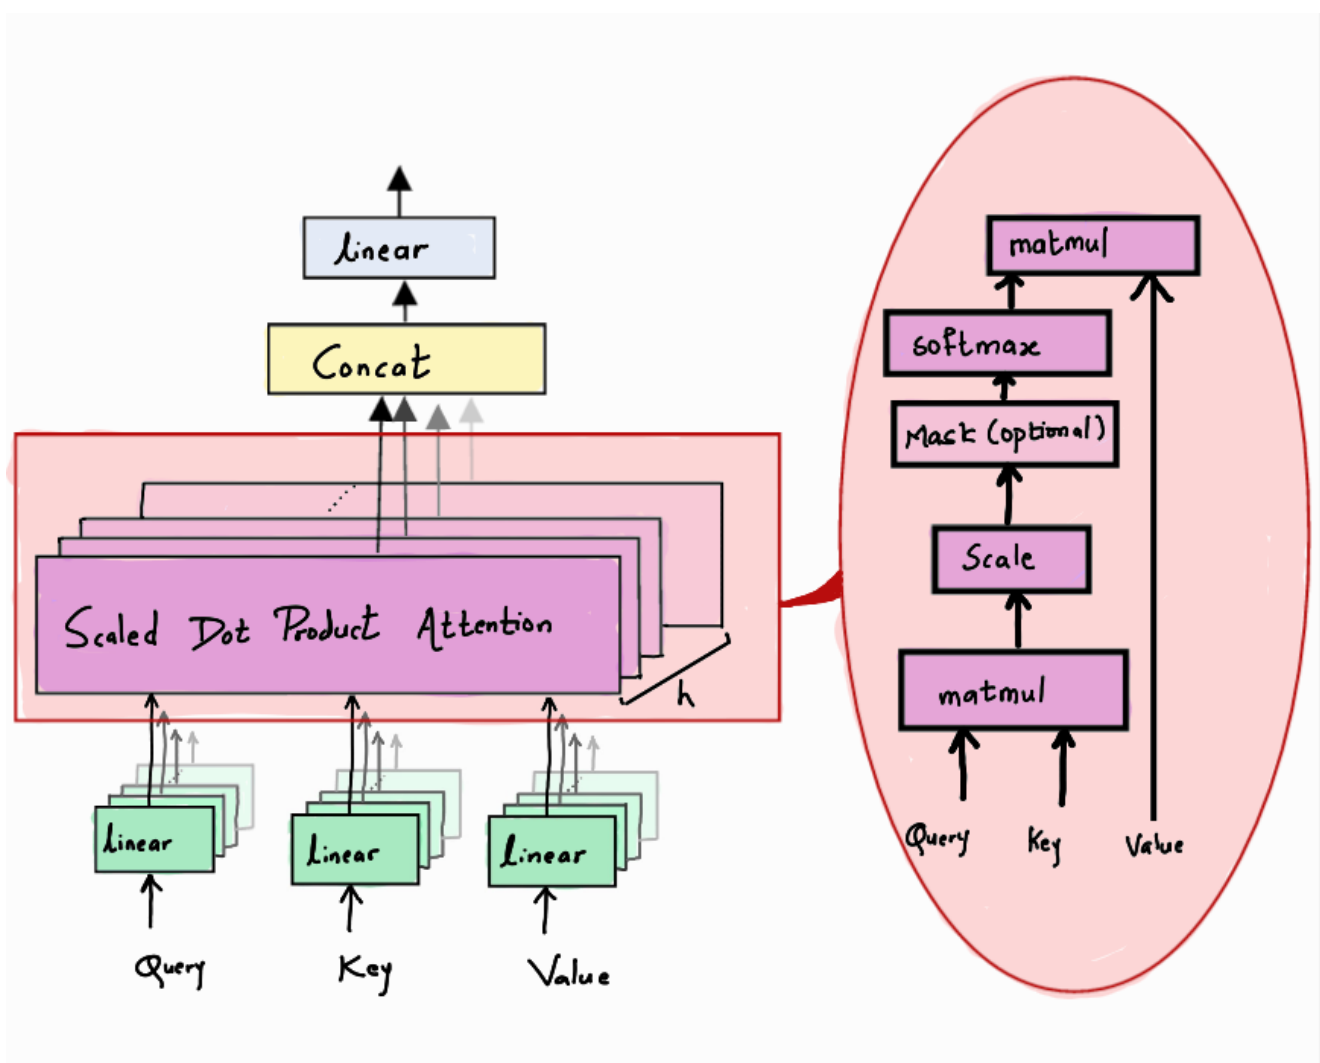 linear
Concat
Scaled Dot Product Attention
h
linear
linear
linear
Query
Key
Value
matmul
softmax
Mask (optional)
Scale
matmul
Query
Key
Value